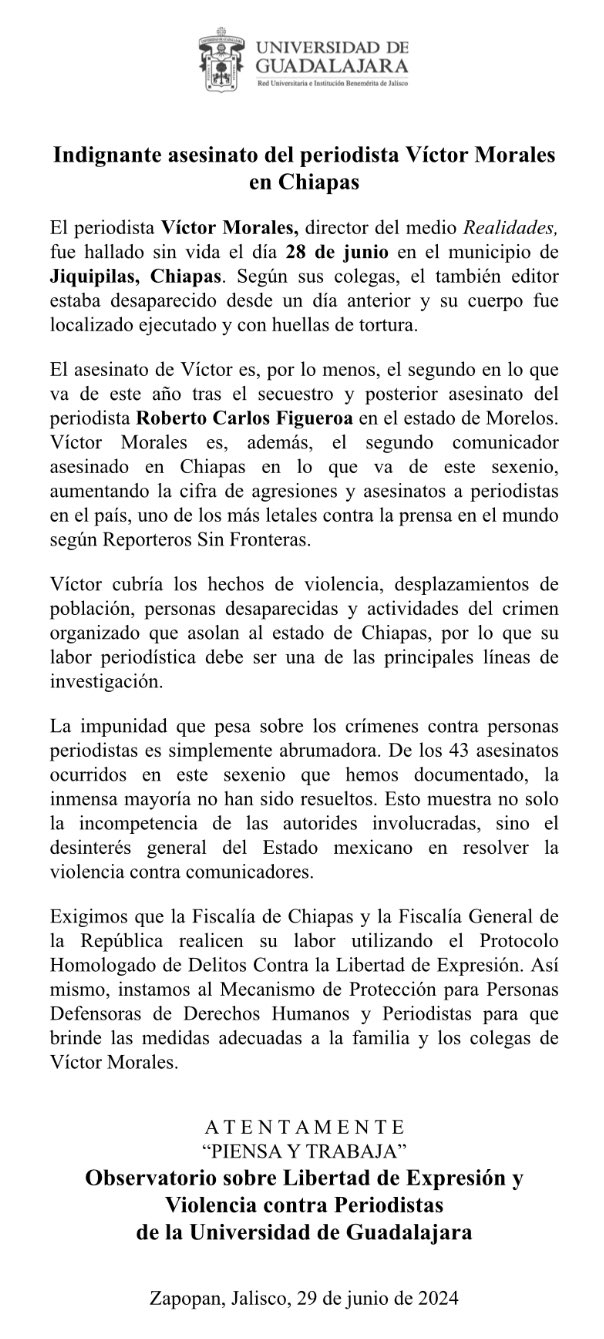 UNIVERSIDAD DE
GUADALAJARA
Red Universitaria e Institución Benemérita de Jalisco
Indignante asesinato del periodista Víctor Morales
en Chiapas
El periodista Víctor Morales, director del medio Realidades,
fue hallado sin vida el día 28 de junio en el municipio de
Jiquipilas, Chiapas. Según sus colegas, el también editor
estaba desaparecido desde un día anterior y su cuerpo fue
localizado ejecutado y con huellas de tortura.
El asesinato de Víctor es, por lo menos, el segundo en lo que
va de este año tras el secuestro y posterior asesinato del
periodista Roberto Carlos Figueroa en el estado de Morelos.
Víctor Morales es, además, el segundo comunicador
asesinado en Chiapas en lo que va de este sexenio,
aumentando la cifra de agresiones y asesinatos a periodistas
en el país, uno de los más letales contra la prensa en el mundo
según Reporteros Sin Fronteras.
Víctor cubría los hechos de violencia, desplazamientos de
población, personas desaparecidas y actividades del crimen
organizado que asolan al estado de Chiapas, por lo que su
labor periodística debe ser una de las principales líneas de
investigación.
La impunidad que pesa sobre los crímenes contra personas
periodistas es simplemente abrumadora. De los 43 asesinatos
ocurridos en este sexenio que hemos documentado, la
inmensa mayoría no han sido resueltos. Esto muestra no solo
la incompetencia de las autorides involucradas, sino el
desinterés general del Estado mexicano en resolver la
violencia contra comunicadores.
Exigimos que la Fiscalía de Chiapas y la Fiscalía General de
la República realicen su labor utilizando el Protocolo
Homologado de Delitos Contra la Libertad de Expresión. Así
mismo, instamos al Mecanismo de Protección para Personas
Defensoras de Derechos Humanos y Periodistas para que
brinde las medidas adecuadas a la familia y los colegas de
Víctor Morales.
A T E N T A M E N T E
“PIENSA Y TRABAJA”
Observatorio sobre Libertad de Expresión y
Violencia contra Periodistas
de la Universidad de Guadalajara
Zapopan, Jalisco, 29 de junio de 2024